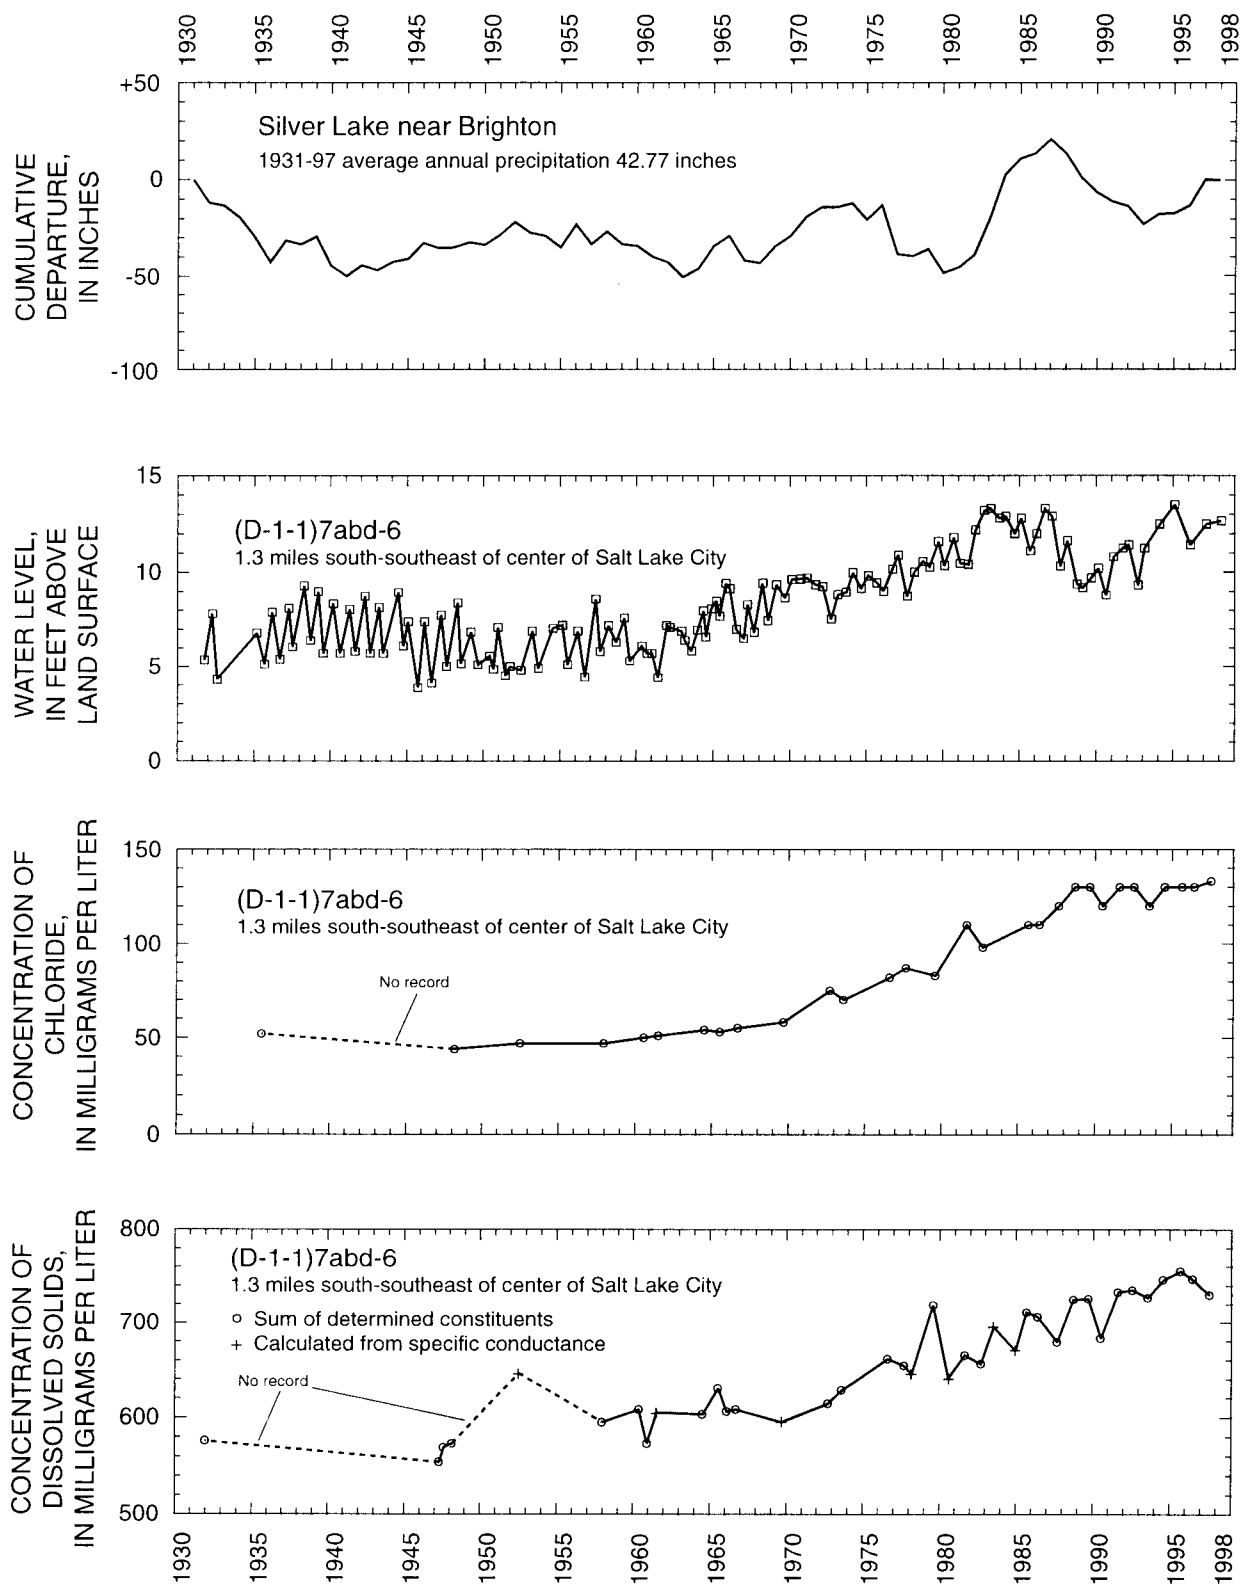 1930 1935 1940 1945 1950 1955 1960 1965 1970 1975 1980 1985 1990 1995 1998
CUMULATIVE
DEPARTURE,
IN INCHES
+50
0
-50
-100
Silver Lake near Brighton
1931-97 average annual precipitation 42.77 inches
WATER LEVEL,
IN FEET ABOVE
LAND SURFACE
15
10
5
0
(D-1-1)7abd-6
1.3 miles south-southeast of center of Salt Lake City
CONCENTRATION OF
CHLORIDE,
IN MILLIGRAMS PER LITER
150
100
50
0
(D-1-1)7abd-6
1.3 miles south-southeast of center of Salt Lake City
No record
CONCENTRATION OF
DISSOLVED SOLIDS,
IN MILLIGRAMS PER LITER
800
700
600
500
(D-1-1)7abd-6
1.3 miles south-southeast of center of Salt Lake City
Sum of determined constituents
+ Calculated from specific conductance
No record
1930 1935 1940 1945 1950 1955 1960 1965 1970 1975 1980 1985 1990 1995 1998